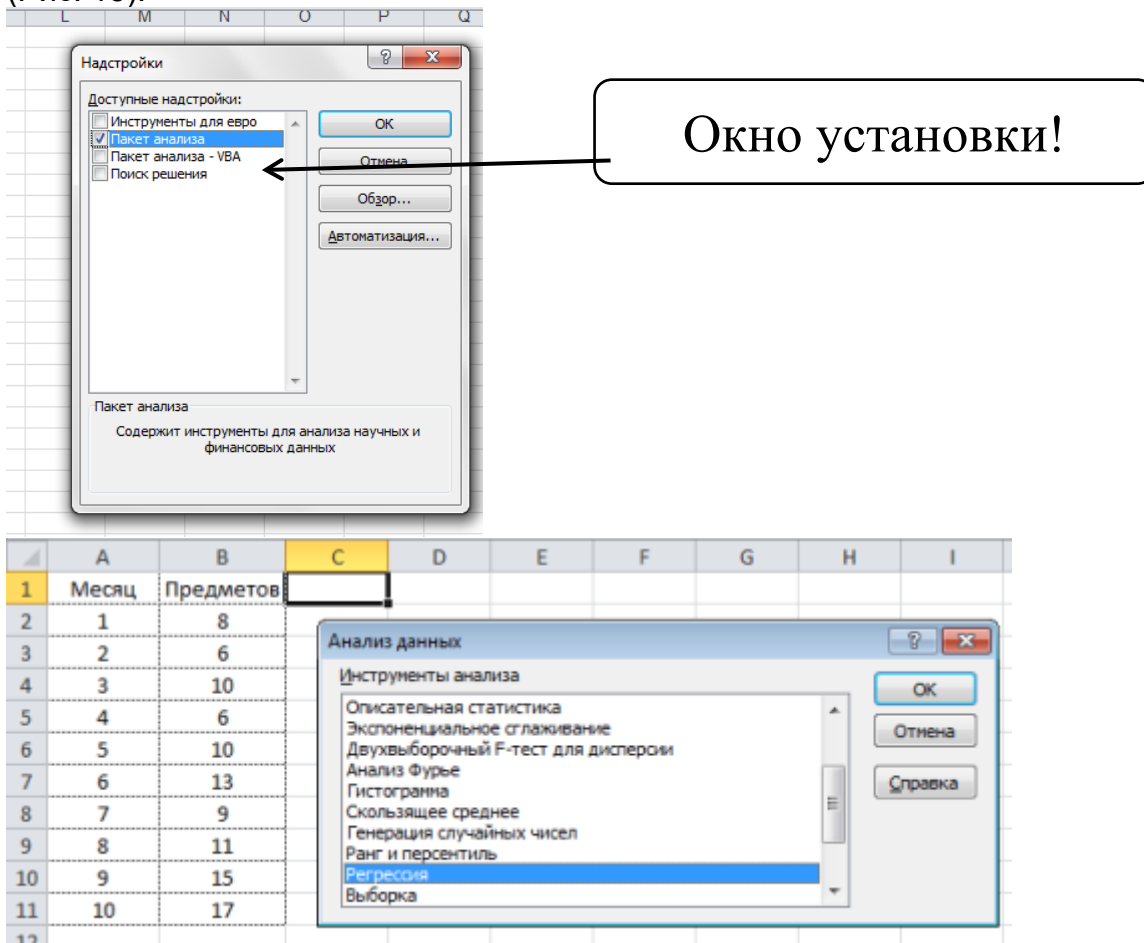 L M N O P Q
Надстройки
Доступные надстройки:
Инструменты для евро
Пакет анализа
Пакет анализа - VBA
Поиск решения
ОК
Отмена
Обзор...
Автоматизация...
Пакет анализа
Содержит инструменты для анализа научных и
финансовых данных
Окно установки!
A B C D E F G H I
1 Месяц Предметов
2 1 8
3 2 6
4 3 10
5 4 6
6 5 10
7 6 13
8 7 9
9 8 11
10 9 15
11 10 17
Анализ данных
Инструменты анализа
Описательная статистика
Экспоненциальное сглаживание
Двухвыборочный F-тест для дисперсии
Анализ Фурье
Гистограмма
Скользящее среднее
Генерация случайных чисел
Ранг и персентиль
Регрессия
Выборка
ОК
Отмена
Справка